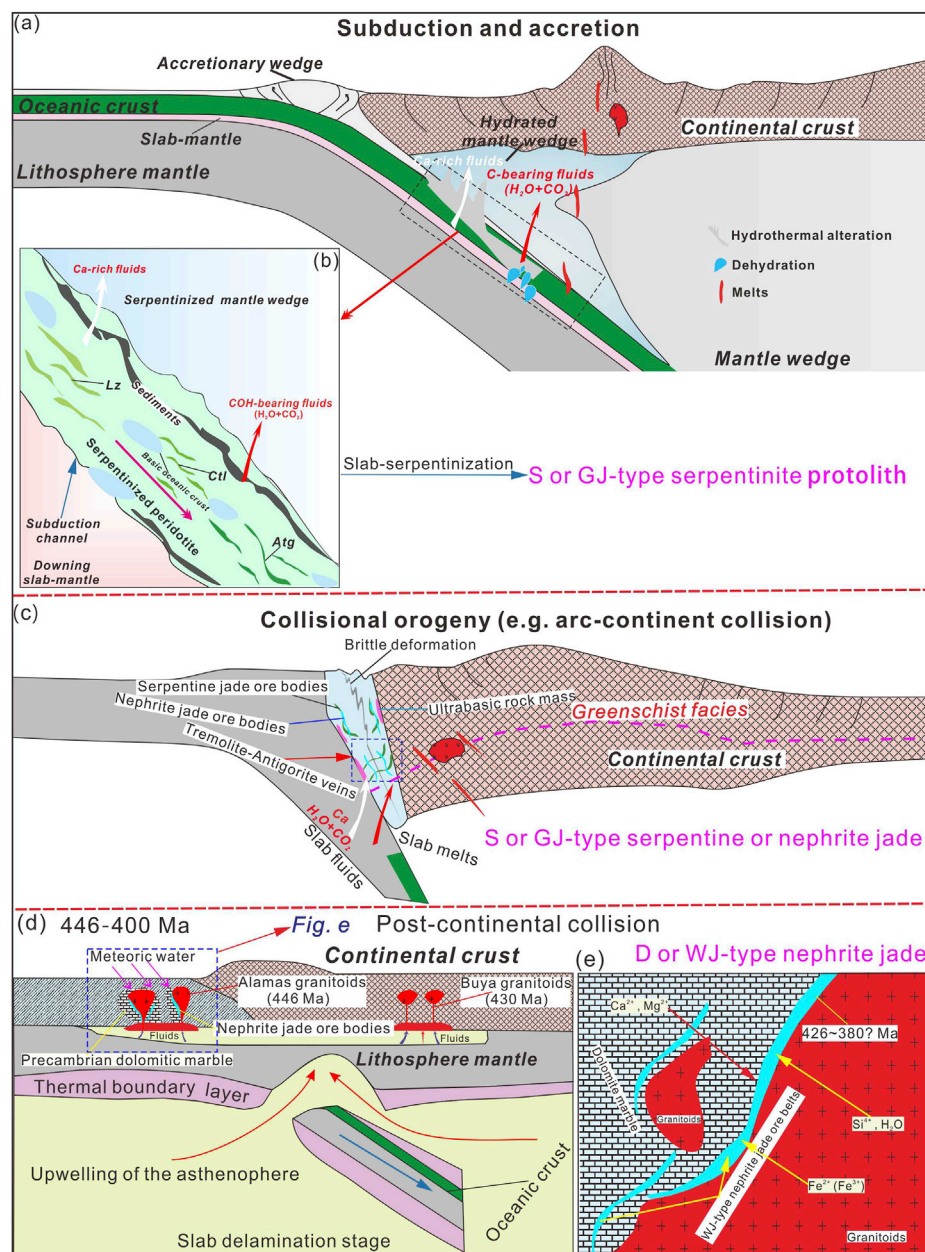 (a)
Subduction and accretion
Accretionary wedge
Oceanic crust
Slab-mantle
Lithosphere mantle
Hydrated
mantle wedge
Continental crust
Ca-rich fluids
C-bearing fluids
(H₂O+CO₂)
Hydrothermal alteration
Dehydration
Melts
Mantle wedge
(b)
Ca-rich fluids
Serpentinized mantle wedge
Lz
Sediments
COH-bearing fluids
(H₂O+CO₂)
Basic oceanic crust
Ctl
Serpentinized peridotite
Atg
Subduction
channel
Downing
slab-mantle
Slab-serpentinization
S or GJ-type serpentinite protolith
(c)
Collisional orogeny (e.g. arc-continent collision)
Brittle deformation
Serpentine jade ore bodies
Nephrite jade ore bodies
Tremolite-Antigorite veins
Ultrabasic rock mass
Greenschist facies
Continental crust
Ca
H₂O+CO₂
Slab fluids
Slab melts
S or GJ-type serpentine or nephrite jade
(d)
446-400 Ma
Fig. e
Post-continental collision
Meteoric water
Continental crust
Alamas granitoids
(446 Ma)
Buya granitoids
(430 Ma)
Nephrite jade ore bodies
Fluids
Fluids
Precambrian dolomitic marble
Lithosphere mantle
Thermal boundary layer
Upwelling of the asthenophere
Oceanic crust
Slab delamination stage
D or WJ-type nephrite jade
(e)
Ca²⁺, Mg²⁺
426~380? Ma
Dolomite marble
Granitoids
Si⁴⁺, H₂O
WJ-type nephrite jade ore belts
Fe²⁺ (Fe³⁺)
Granitoids